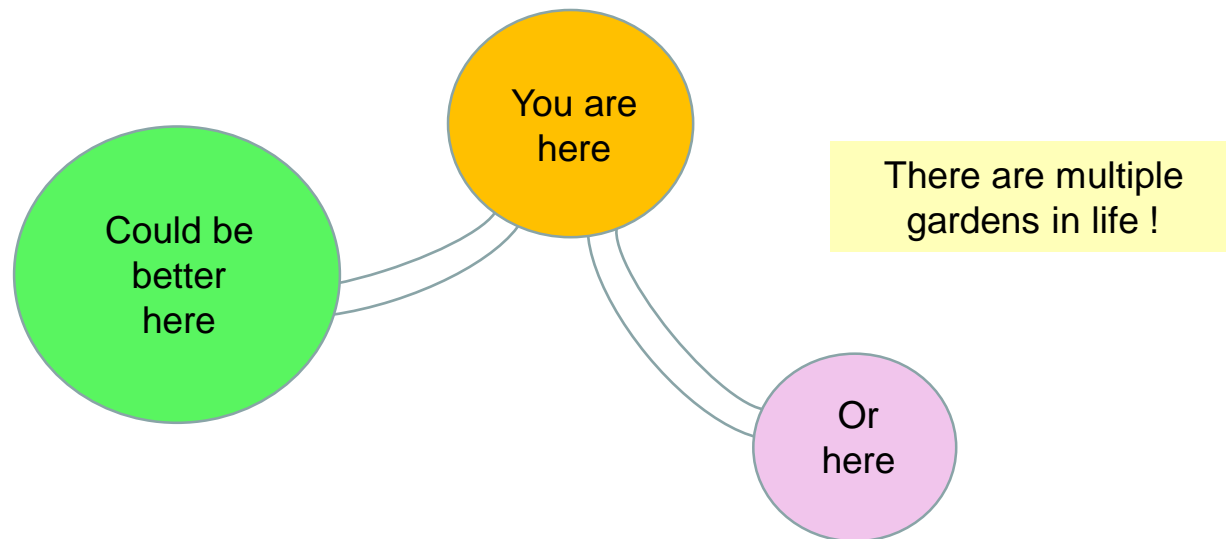 You are
here
Could be
better
here
There are multiple
gardens in life !
Or
here